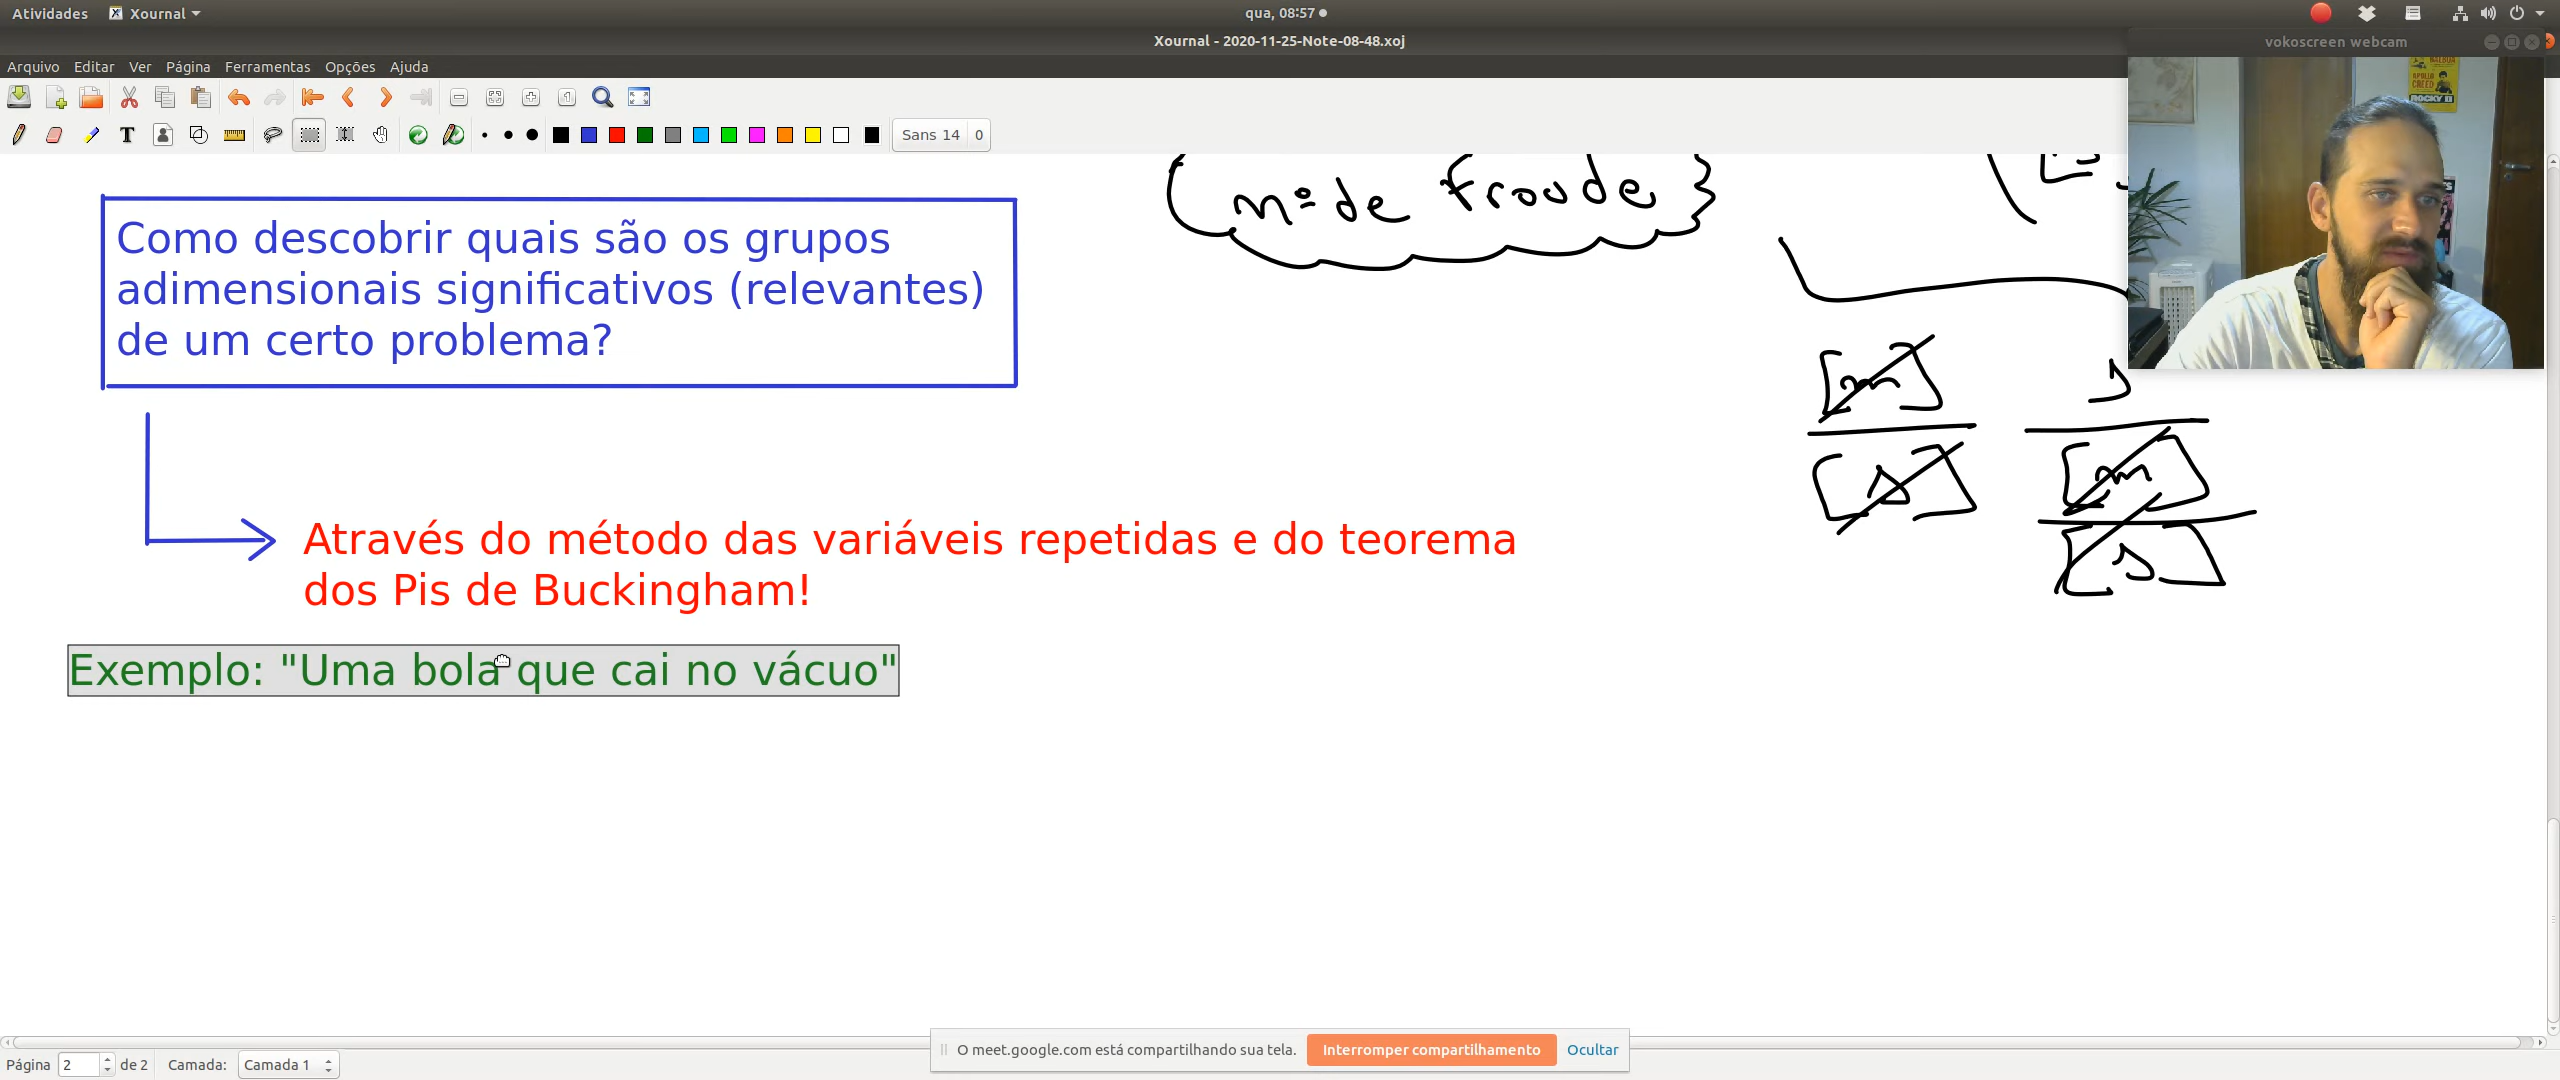 Atividades Xournal qua, 08:57
Xournal - 2020-11-25-Note-08-48.xoj
vokoscreen webcam
Arquivo Editar Ver Página Ferramentas Opções Ajuda
Sans 14 0
APOLLO
CREED
ROCKY II
nº de Froude
Como descobrir quais são os grupos
adimensionais significativos (relevantes)
de um certo problema?
[m]
[s]
[m]
[s]
Através do método das variáveis repetidas e do teorema
dos Pis de Buckingham!
Exemplo: "Uma bola que cai no vácuo"
O meet.google.com está compartilhando sua tela. Interromper compartilhamento Ocultar
Página 2 de 2 Camada: Camada 1